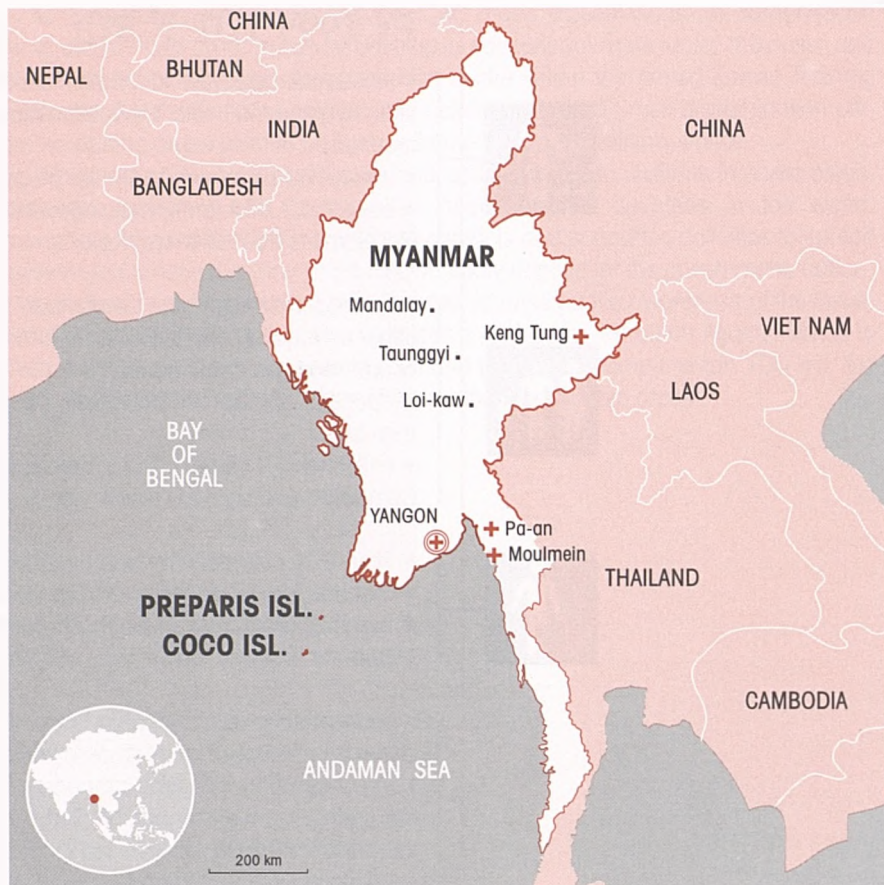 CHINA
NEPAL
BHUTAN
INDIA
CHINA
BANGLADESH
MYANMAR
Mandalay
Keng Tung
VIET NAM
Taunggyi
LAOS
Loi-kaw
BAY
OF
BENGAL
YANGON
Pa-an
Moulmein
THAILAND
PREPARIS ISL.
COCO ISL.
CAMBODIA
ANDAMAN SEA
200 km